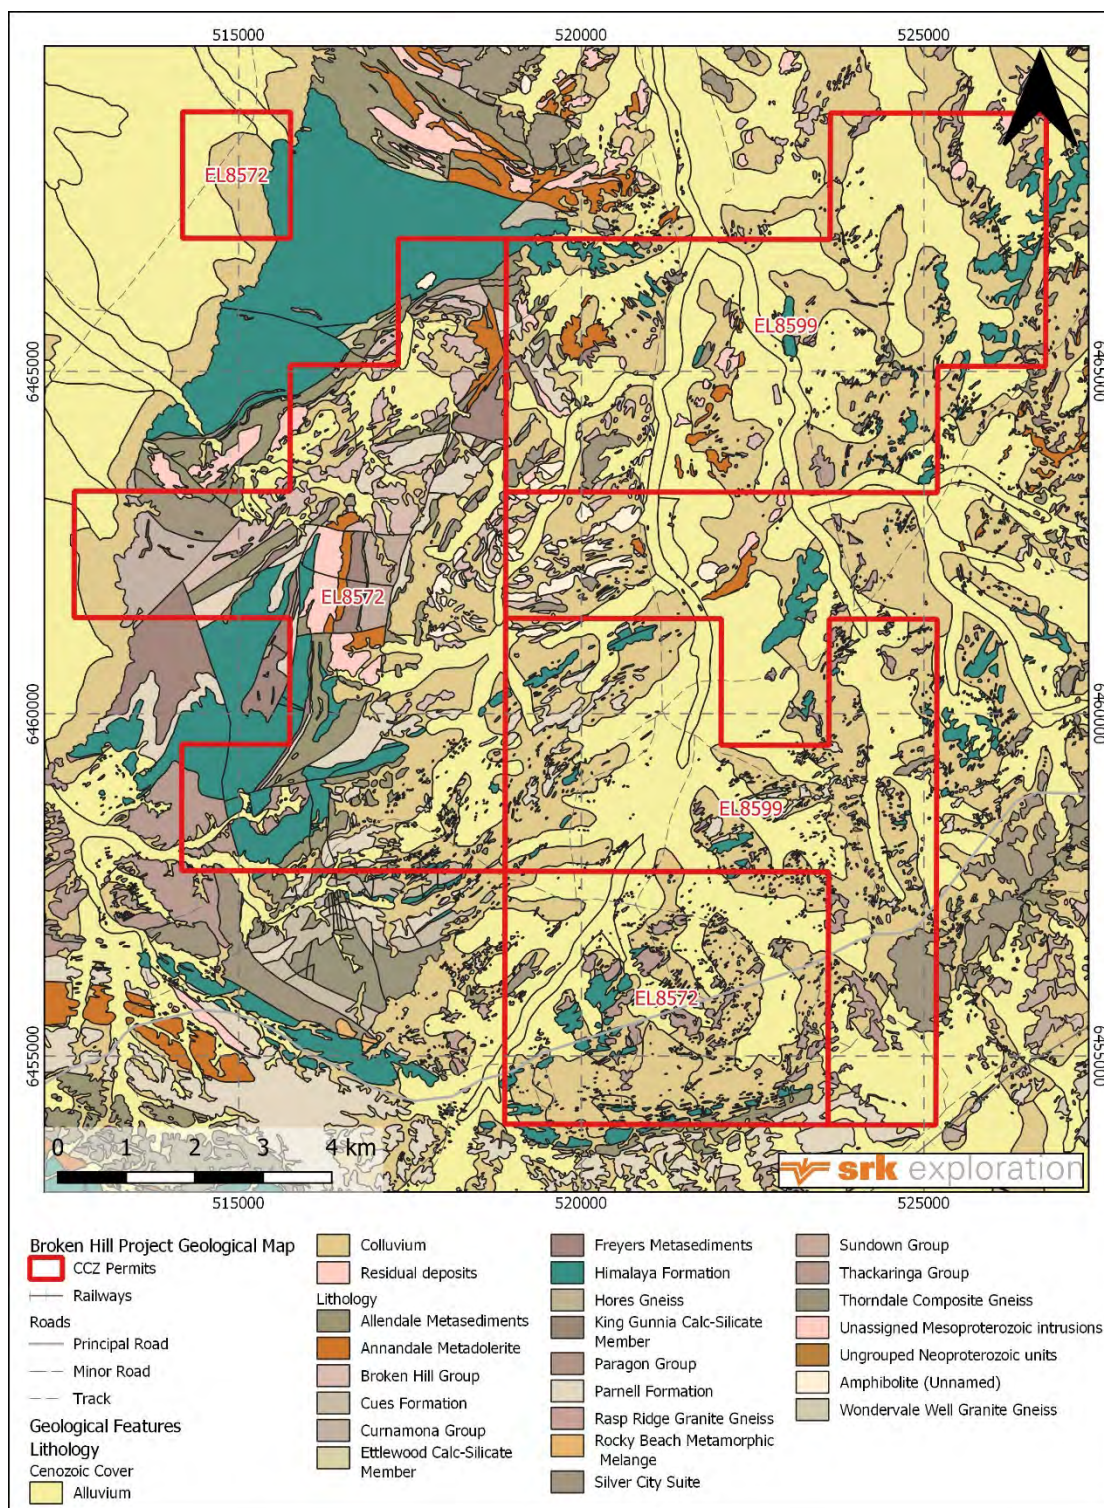 515000 520000 525000
EL8572
EL8599
6465000 6465000
EL8572
6460000 6460000
EL8599
EL8572
6455000 6455000
0 1 2 3 4 km
srk exploration
515000 520000 525000
Broken Hill Project Geological Map
CCZ Permits
Railways
Roads
Principal Road
Minor Road
Track
Geological Features
Lithology
Cenozoic Cover
Alluvium
Colluvium
Residual deposits
Lithology
Allendale Metasediments
Annandale Metadolerite
Broken Hill Group
Cues Formation
Curnamona Group
Ettlewood Calc-Silicate
Member
Freyers Metasediments
Himalaya Formation
Hores Gneiss
King Gunnia Calc-Silicate
Member
Paragon Group
Parnell Formation
Rasp Ridge Granite Gneiss
Rocky Beach Metamorphic
Melange
Silver City Suite
Sundown Group
Thackaringa Group
Thorndale Composite Gneiss
Unassigned Mesoproterozoic intrusions
Ungrouped Neoproterozoic units
Amphibolite (Unnamed)
Wondervale Well Granite Gneiss